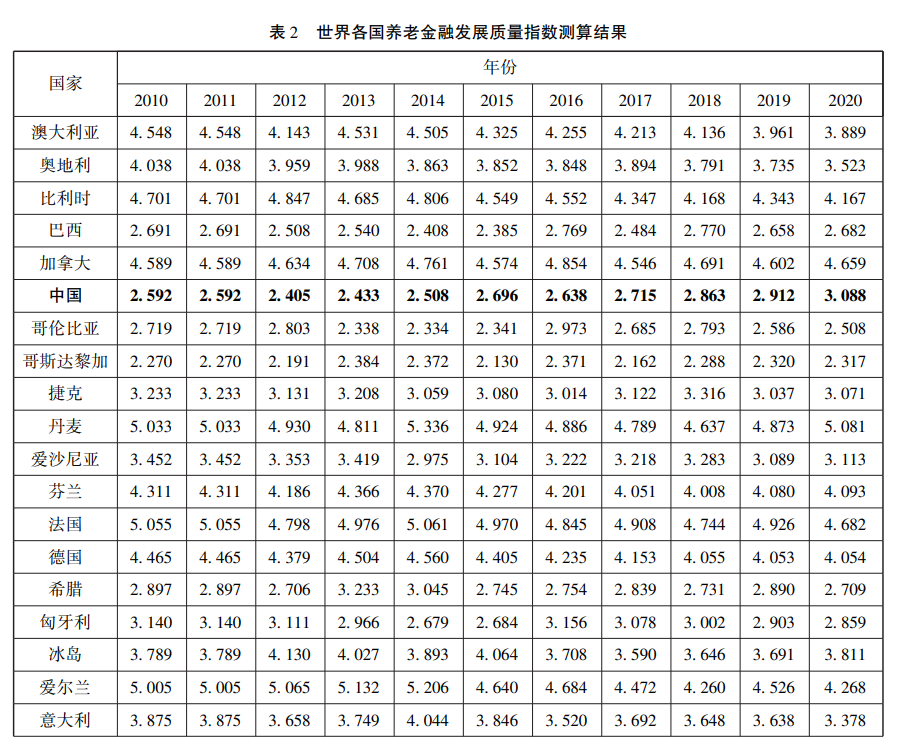 表 2 世界各国养老金融发展质量指数测算结果
国家 年份
2010 2011 2012 2013 2014 2015 2016 2017 2018 2019 2020
澳大利亚 4. 548 4. 548 4. 143 4. 531 4. 505 4. 325 4. 255 4. 213 4. 136 3. 961 3. 889
奥地利 4. 038 4. 038 3. 959 3. 988 3. 863 3. 852 3. 848 3. 894 3. 791 3. 735 3. 523
比利时 4. 701 4. 701 4. 847 4. 685 4. 806 4. 549 4. 552 4. 347 4. 168 4. 343 4. 167
巴西 2. 691 2. 691 2. 508 2. 540 2. 408 2. 385 2. 769 2. 484 2. 770 2. 658 2. 682
加拿大 4. 589 4. 589 4. 634 4. 708 4. 761 4. 574 4. 854 4. 546 4. 691 4. 602 4. 659
中国 2. 592 2. 592 2. 405 2. 433 2. 508 2. 696 2. 638 2. 715 2. 863 2. 912 3. 088
哥伦比亚 2. 719 2. 719 2. 803 2. 338 2. 334 2. 341 2. 973 2. 685 2. 793 2. 586 2. 508
哥斯达黎加 2. 270 2. 270 2. 191 2. 384 2. 372 2. 130 2. 371 2. 162 2. 288 2. 320 2. 317
捷克 3. 233 3. 233 3. 131 3. 208 3. 059 3. 080 3. 014 3. 122 3. 316 3. 037 3. 071
丹麦 5. 033 5. 033 4. 930 4. 811 5. 336 4. 924 4. 886 4. 789 4. 637 4. 873 5. 081
爱沙尼亚 3. 452 3. 452 3. 353 3. 419 2. 975 3. 104 3. 222 3. 218 3. 283 3. 089 3. 113
芬兰 4. 311 4. 311 4. 186 4. 366 4. 370 4. 277 4. 201 4. 051 4. 008 4. 080 4. 093
法国 5. 055 5. 055 4. 798 4. 976 5. 061 4. 970 4. 845 4. 908 4. 744 4. 926 4. 682
德国 4. 465 4. 465 4. 379 4. 504 4. 560 4. 405 4. 235 4. 153 4. 055 4. 053 4. 054
希腊 2. 897 2. 897 2. 706 3. 233 3. 045 2. 745 2. 754 2. 839 2. 731 2. 890 2. 709
匈牙利 3. 140 3. 140 3. 111 2. 966 2. 679 2. 684 3. 156 3. 078 3. 002 2. 903 2. 859
冰岛 3. 789 3. 789 4. 130 4. 027 3. 893 4. 064 3. 708 3. 590 3. 646 3. 691 3. 811
爱尔兰 5. 005 5. 005 5. 065 5. 132 5. 206 4. 640 4. 684 4. 472 4. 260 4. 526 4. 268
意大利 3. 875 3. 875 3. 658 3. 749 4. 044 3. 846 3. 520 3. 692 3. 648 3. 638 3. 378